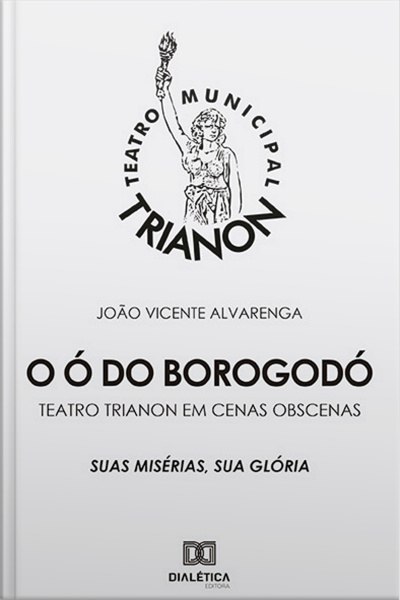 TEATRO MUNICIPAL
TRIANON
JOÃO VICENTE ALVARENGA
O Ó DO BOROGODÓ
TEATRO TRIANON EM CENAS OBSCENAS
SUAS MISÉRIAS, SUA GLÓRIA
DIALÉTICA
EDITORA